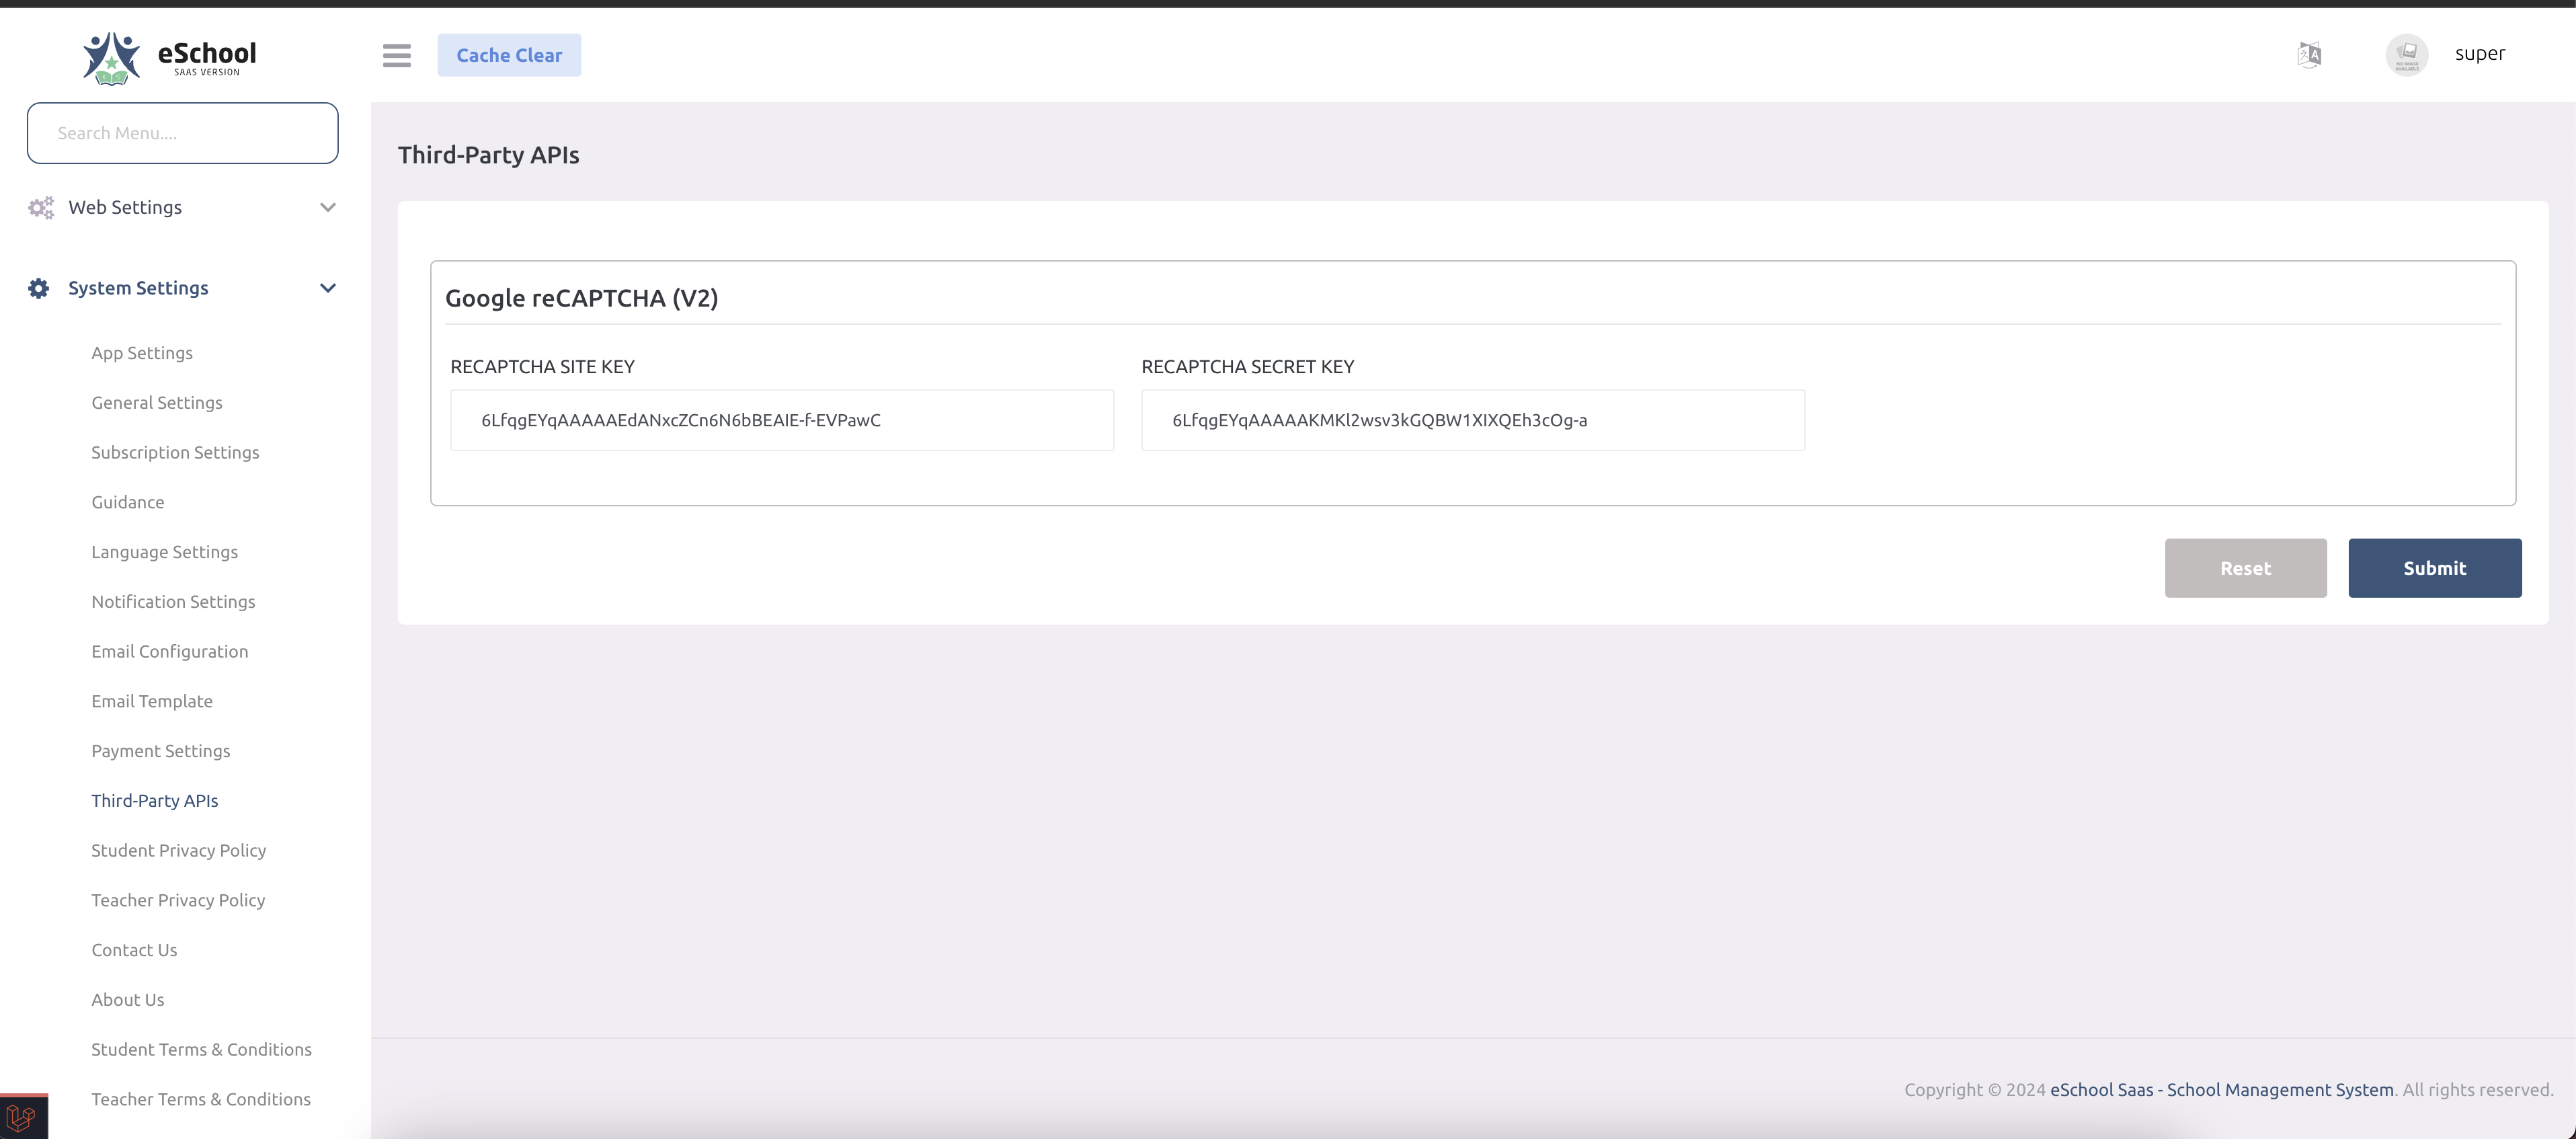 eSchool
SAAS VERSION
Cache Clear
super
Search Menu....
Web Settings
System Settings
App Settings
General Settings
Subscription Settings
Guidance
Language Settings
Notification Settings
Email Configuration
Email Template
Payment Settings
Third-Party APIs
Student Privacy Policy
Teacher Privacy Policy
Contact Us
About Us
Student Terms & Conditions
Teacher Terms & Conditions
Third-Party APIs
Google reCAPTCHA (V2)
RECAPTCHA SITE KEY
RECAPTCHA SECRET KEY
6LfqgEYqAAAAAEdANxcZCn6N6bBEAIE-f-EVPawC
6LfqgEYqAAAAAKMKl2wsv3kGQBW1XIXQEh3cOg-a
Reset
Submit
Copyright © 2024 eSchool Saas - School Management System. All rights reserved.